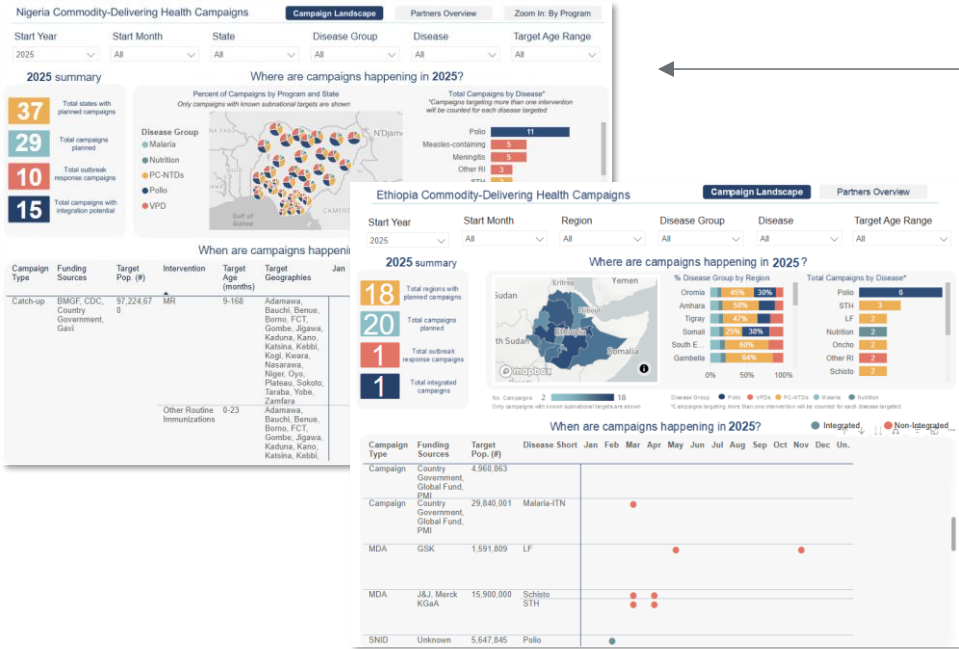 Nigeria Commodity-Delivering Health Campaigns
Campaign Landscape
Partners Overview
Zoom In: By Program
Start Year
Start Month
State
Disease Group
Disease
Target Age Range
2025
All
All
All
All
All
2025 summary
37 Total states with planned campaigns
29 Total campaigns planned
10 Total outbreak response campaigns
15 Total campaigns with integration potential
Where are campaigns happening in 2025?
Percent of Campaigns by Program and State
Only campaigns with known subnational targets are shown
Disease Group
Malaria
Nutrition
PC-NTDs
Polio
VPD
N'Djam
Gulf of
Guinea
Total Campaigns by Disease*
*Campaigns targeting more than one intervention
will be counted for each disease targeted
Polio 11
Measles-containing 5
Meningitis 5
Other RI 3
When are campaigns happeni
Campaign Type
Funding Sources
Target Pop. (#)
Intervention
Target Age (months)
Target Geographies
Jan
Catch-up
BMGF, CDC,
Country
Government,
Gavi
97,224,67
0
MR
9-168
Adamawa,
Bauchi, Benue,
Borno, FCT,
Gombe, Jigawa,
Kaduna, Kano,
Katsina, Kebbi,
Kogi, Kwara,
Nasarawa,
Niger, Oyo,
Plateau, Sokoto,
Taraba, Yobe,
Zamfara
Other Routine
Immunizations
0-23
Adamawa,
Bauchi, Benue,
Borno, FCT,
Gombe, Jigawa,
Kaduna, Kano,
Katsina, Kebbi,
Ethiopia Commodity-Delivering Health Campaigns
Campaign Landscape
Partners Overview
Start Year
Start Month
Region
Disease Group
Disease
Target Age Range
2025
All
All
All
All
All
2025 summary
18 Total regions with planned campaigns
20 Total campaigns planned
1 Total outbreak response campaigns
1 Total integrated campaigns
Where are campaigns happening in 2025?
Sudan
Eritrea
Yemen
Djibouti
Ethiopia
th Sudan
Somalia
mapbox
No. Campaigns 2 18
Only campaigns with known subnational targets are shown
% Disease Group by Region
Oromia 45% 30%
Amhara 50%
Tigray 47%
Somali 25% 38%
South E... 60%
Gambella 64%
0% 50% 100%
Total Campaigns by Disease*
Polio 6
STH 3
LF 2
Nutrition 2
Oncho 2
Other RI 2
Schisto 2
Disease Group Polio VPDs PC-NTDs Malaria Nutrition
*Campaigns targeting more than one intervention will be counted for each disease targeted
When are campaigns happening in 2025?
Integrated
Non-Integrated
Campaign Type
Funding Sources
Target Pop. (#)
Disease Short
Jan Feb Mar Apr May Jun Jul Aug Sep Oct Nov Dec Un.
Campaign
Country
Government,
Global Fund,
PMI
4,960,863
Campaign
Country
Government,
Global Fund,
PMI
29,840,001
Malaria-ITN
MDA
GSK
1,591,809
LF
MDA
J&J, Merck
KGaA
15,900,000
Schisto
STH
SNID
Unknown
5,647,845
Polio